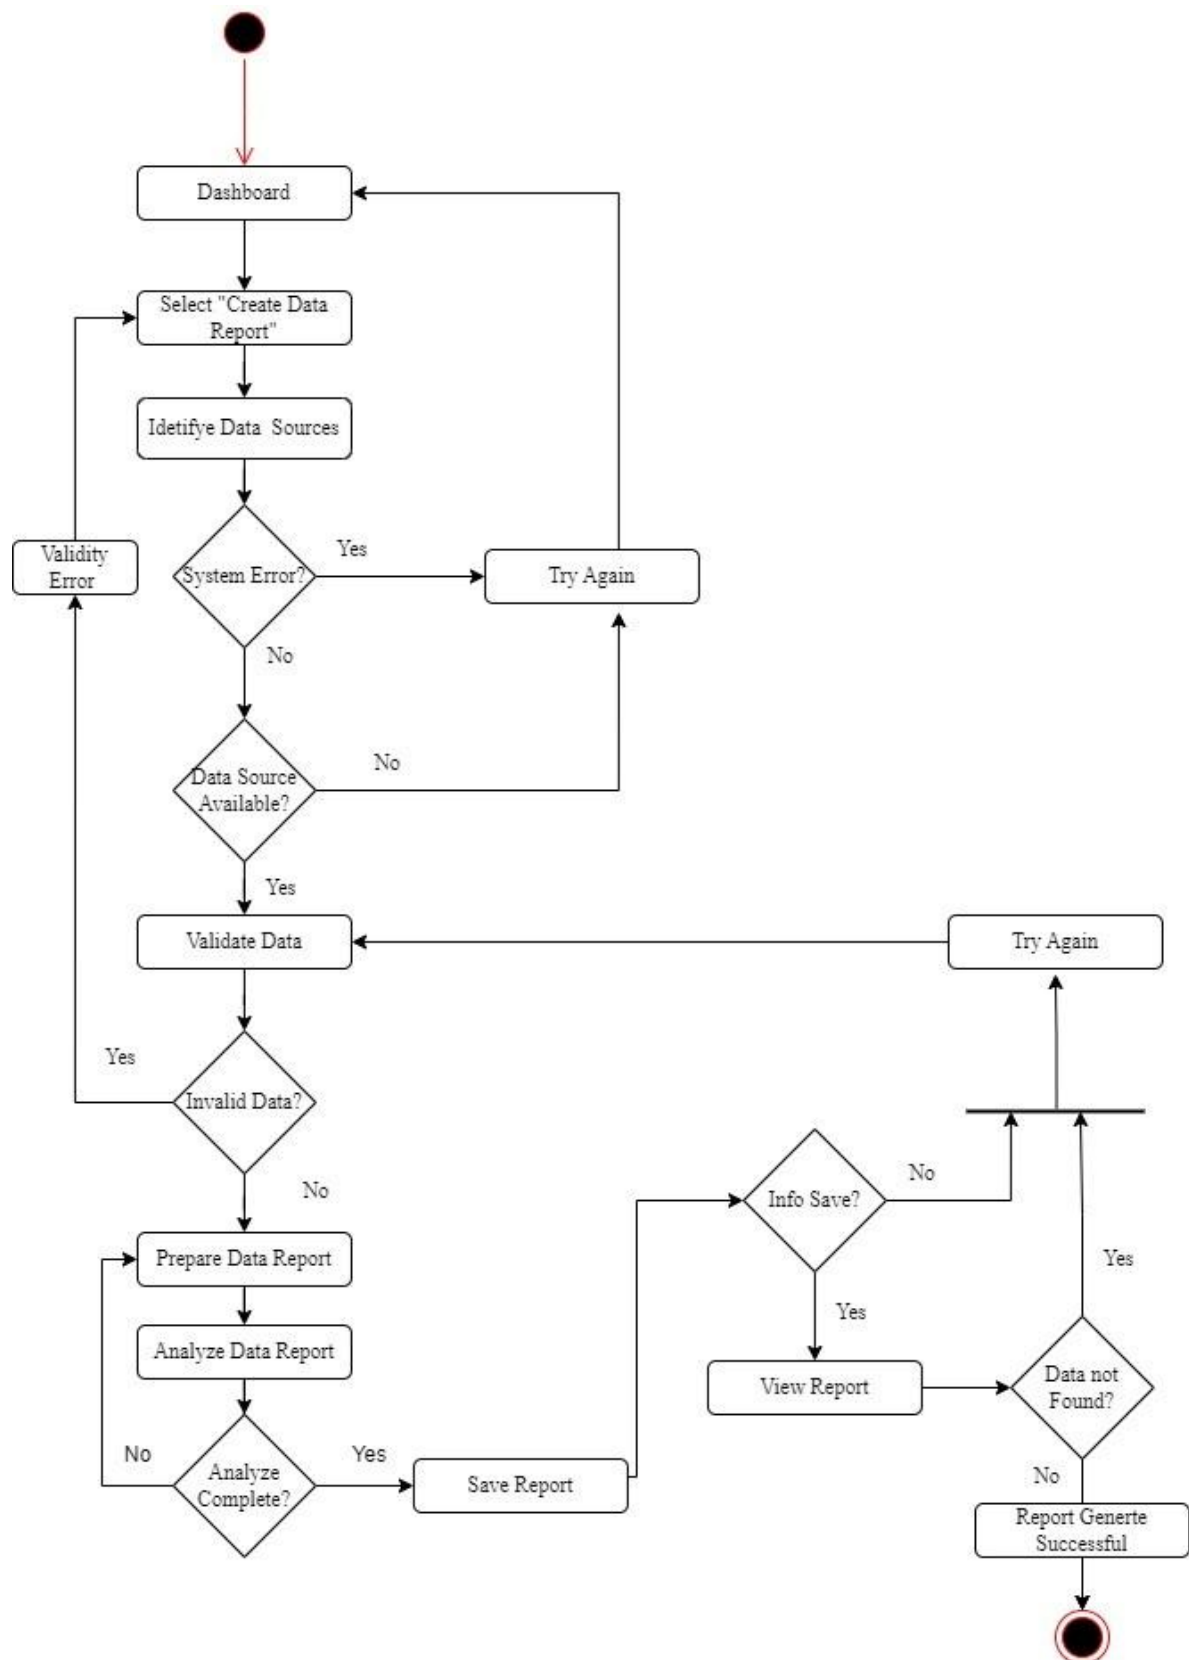 Dashboard
Select "Create Data
Report"
Idetifye Data  Sources
Validity
Error
System Error?
Yes
Try Again
No
Data Source
Available?
No
Yes
Validate Data
Try Again
Yes
Invalid Data?
No
Info Save?
No
Prepare Data Report
Yes
Yes
Analyze Data Report
View Report
Data not
Found?
No
Yes
Analyze
Complete?
Save Report
No
Report Generte
Successful